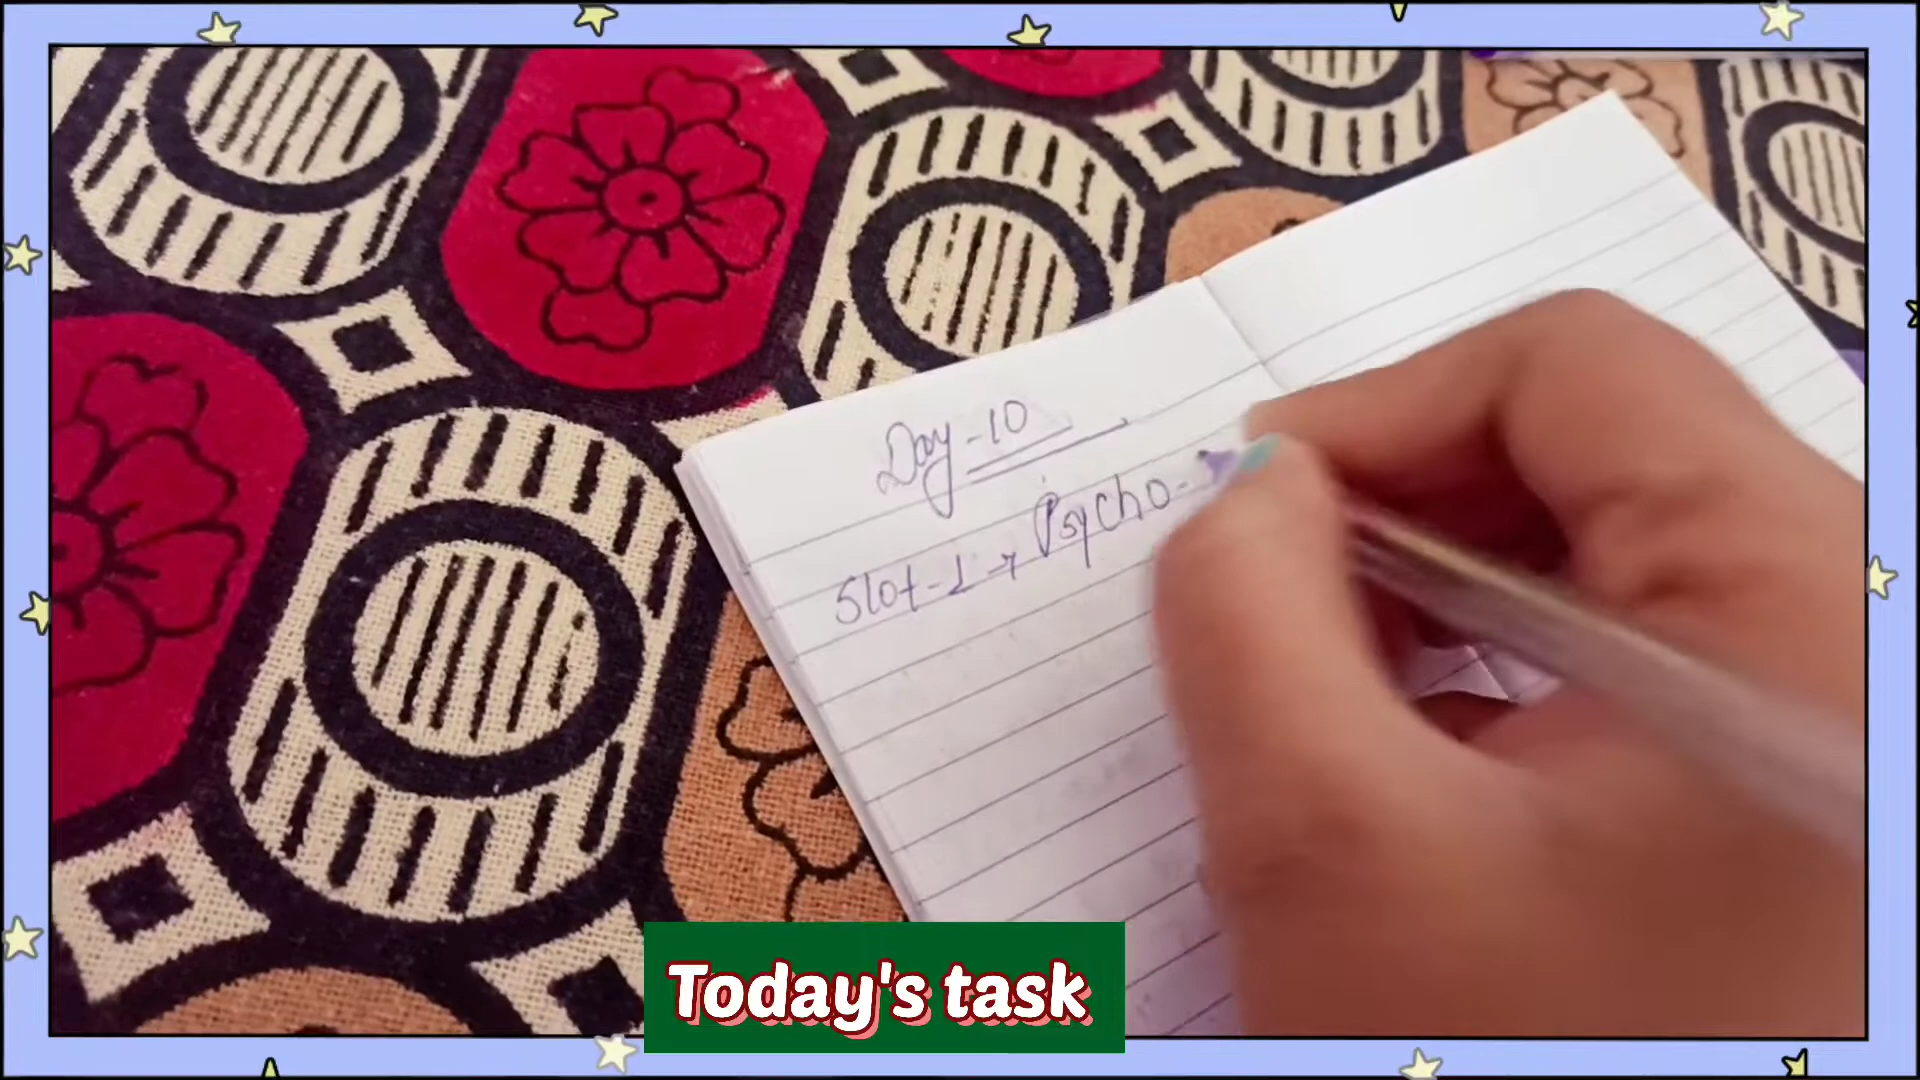 Day-10
Slot-1 → Psycho-
Today's task